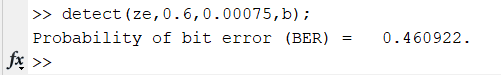 >> detect(ze,0.6,0.00075,b);
Probability of bit error (BER) =   0.460922.
fx >>